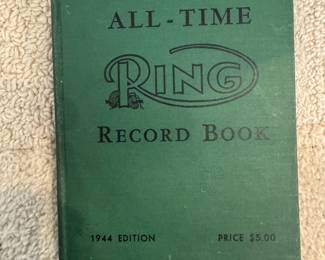 ALL-TIME
RING
RECORD BOOK
1944 EDITION PRICE $5.00